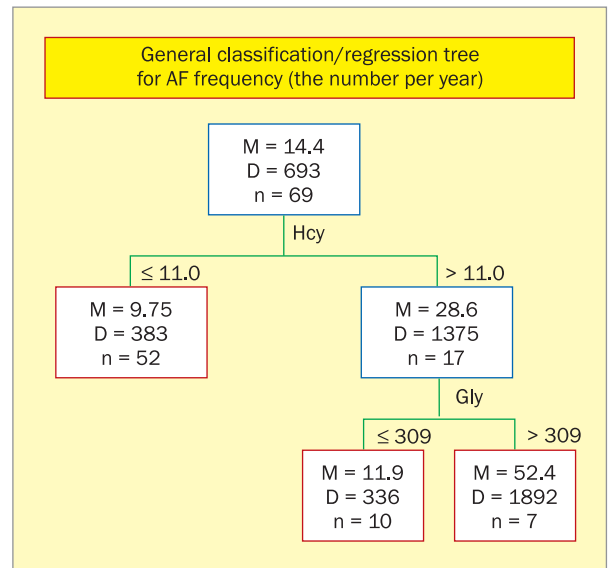 General classification/regression tree
for AF frequency (the number per year)
M = 14.4
D = 693
n = 69
Hcy
≤ 11.0
> 11.0
M = 9.75
D = 383
n = 52
M = 28.6
D = 1375
n = 17
Gly
≤ 309
> 309
M = 11.9
D = 336
n = 10
M = 52.4
D = 1892
n = 7